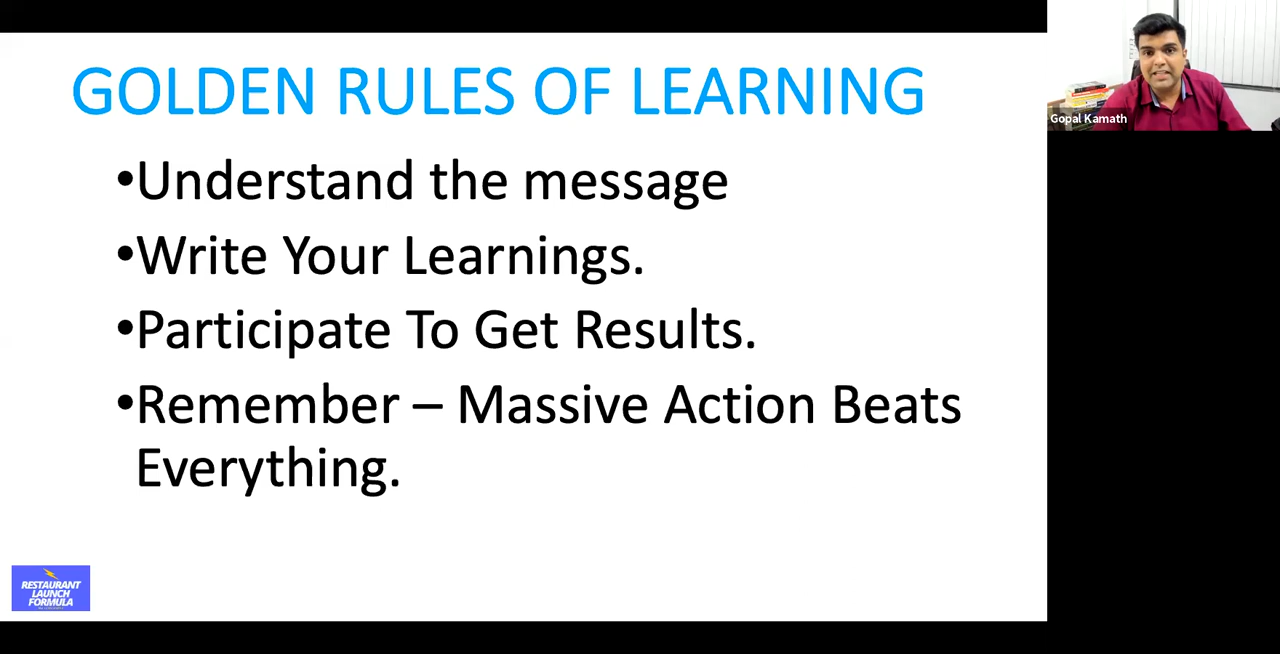 GOLDEN RULES OF LEARNING
•Understand the message
•Write Your Learnings.
•Participate To Get Results.
•Remember – Massive Action Beats
Everything.
Gopal Kamath
RESTAURANT
LAUNCH
FORMULA